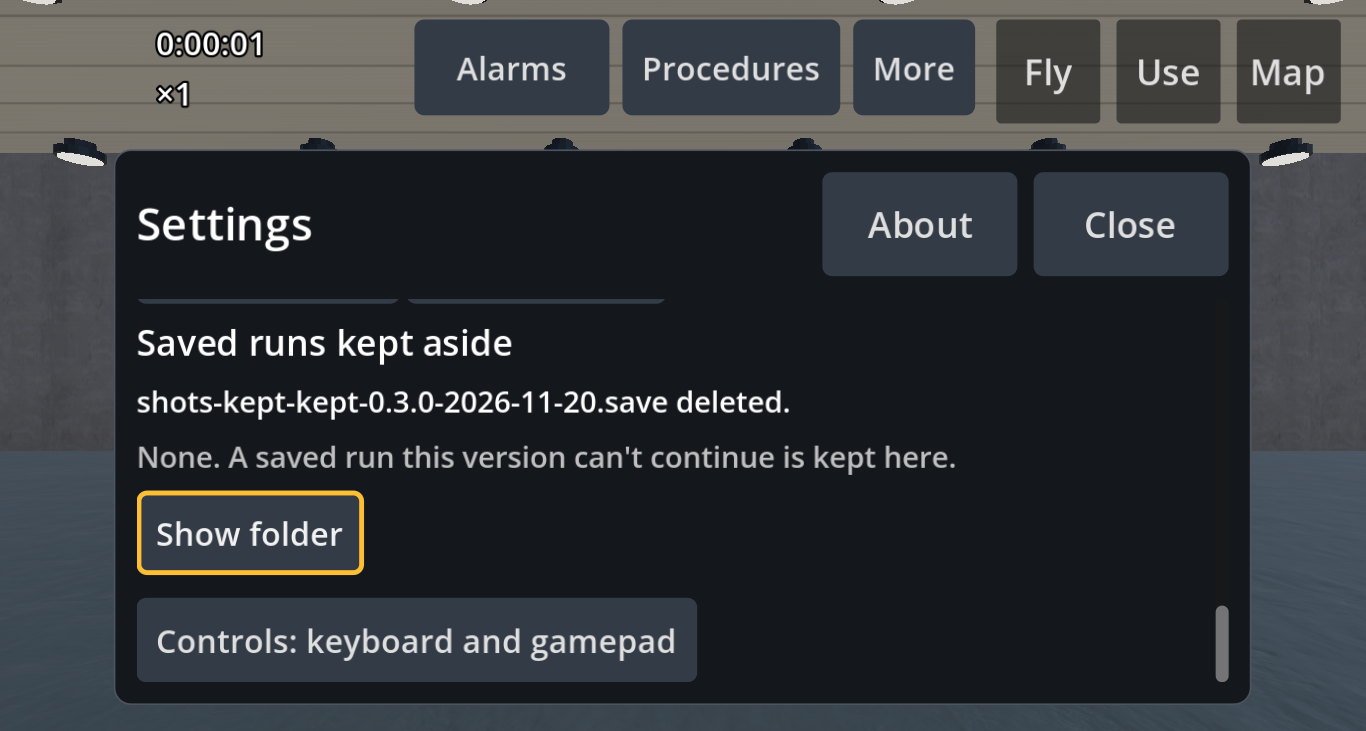 0:00:01
×1
Alarms
Procedures
More
Fly
Use
Map
Settings
About
Close
Saved runs kept aside
shots-kept-kept-0.3.0-2026-11-20.save deleted.
None. A saved run this version can't continue is kept here.
Show folder
Controls: keyboard and gamepad